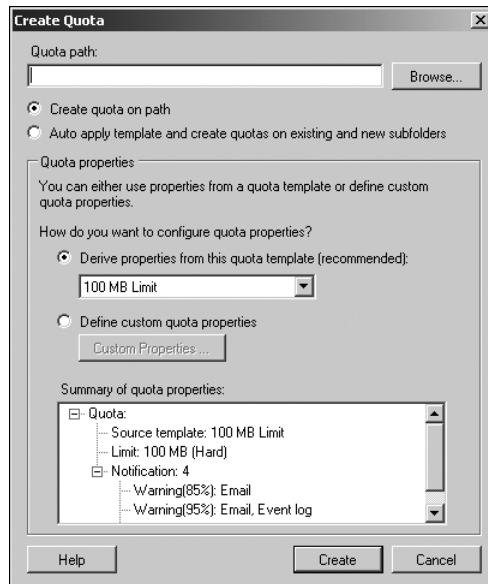 Create Quota
Quota path:
Browse...
Create quota on path
Auto apply template and create quotas on existing and new subfolders
Quota properties
You can either use properties from a quota template or define custom
quota properties.
How do you want to configure quota properties?
Derive properties from this quota template (recommended):
100 MB Limit
Define custom quota properties
Custom Properties ...
Summary of quota properties:
Quota:
Source template: 100 MB Limit
Limit: 100 MB (Hard)
Notification: 4
Warning(85%): Email
Warning(95%): Email, Event log
Help
Create
Cancel